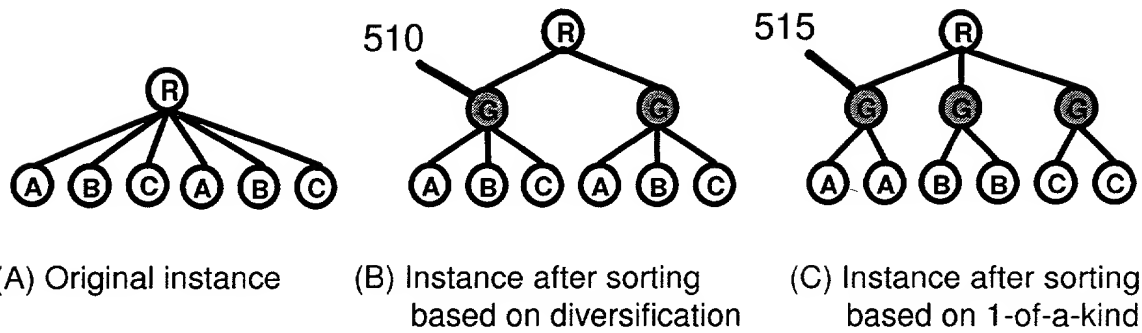 510
515
R
R
R
G G
G G G
A B C A B C
A B C A B C
A A B B C C
(A) Original instance
(B) Instance after sorting
based on diversification
(C) Instance after sorting
based on 1-of-a-kind